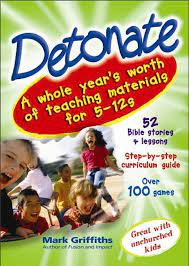 Detonate
A whole year's worth
of teaching materials
for 5-12s
52
Bible stories
& lessons
Step-by-step
curriculum guide
Over
100 games
Great with
unchurched
kids
Mark Griffiths
Author of Fusion and Impact